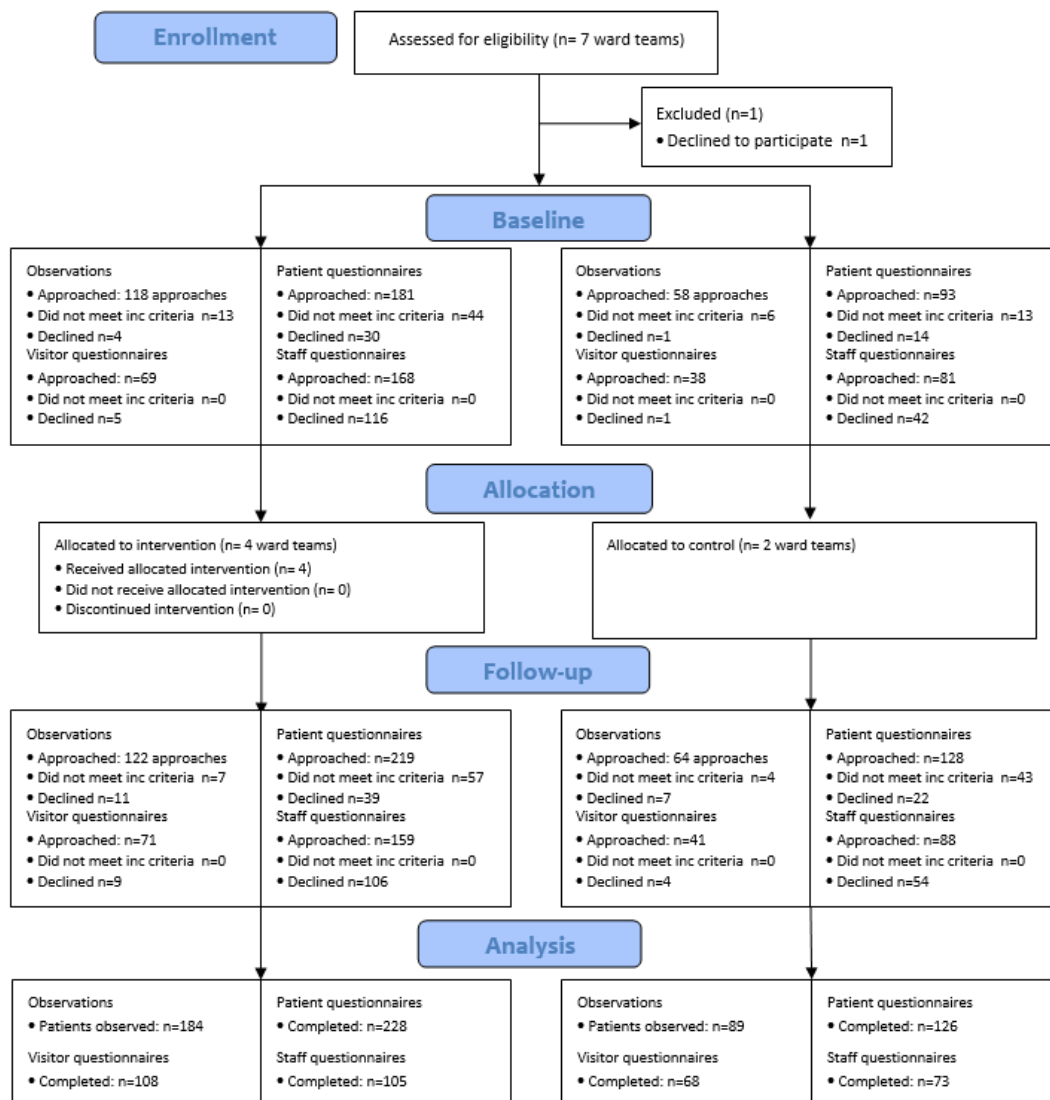 Enrollment
Assessed for eligibility (n= 7 ward teams)
Excluded (n=1)
• Declined to participate n=1
Baseline
Observations
• Approached: 118 approaches
• Did not meet inc criteria n=13
• Declined n=4
Visitor questionnaires
• Approached: n=69
• Did not meet inc criteria n=0
• Declined n=5
Patient questionnaires
• Approached: n=181
• Did not meet inc criteria n=44
• Declined n=30
Staff questionnaires
• Approached: n=168
• Did not meet inc criteria n=0
• Declined n=116
Observations
• Approached: 58 approaches
• Did not meet inc criteria n=6
• Declined n=1
Visitor questionnaires
• Approached: n=38
• Did not meet inc criteria n=0
• Declined n=1
Patient questionnaires
• Approached: n=93
• Did not meet inc criteria n=13
• Declined n=14
Staff questionnaires
• Approached: n=81
• Did not meet inc criteria n=0
• Declined n=42
Allocation
Allocated to intervention (n= 4 ward teams)
• Received allocated intervention (n= 4)
• Did not receive allocated intervention (n= 0)
• Discontinued intervention (n= 0)
Allocated to control (n= 2 ward teams)
Follow-up
Observations
• Approached: 122 approaches
• Did not meet inc criteria n=7
• Declined n=11
Visitor questionnaires
• Approached: n=71
• Did not meet inc criteria n=0
• Declined n=9
Patient questionnaires
• Approached: n=219
• Did not meet inc criteria n=57
• Declined n=39
Staff questionnaires
• Approached: n=159
• Did not meet inc criteria n=0
• Declined n=106
Observations
• Approached: 64 approaches
• Did not meet inc criteria n=4
• Declined n=7
Visitor questionnaires
• Approached: n=41
• Did not meet inc criteria n=0
• Declined n=4
Patient questionnaires
• Approached: n=128
• Did not meet inc criteria n=43
• Declined n=22
Staff questionnaires
• Approached: n=88
• Did not meet inc criteria n=0
• Declined n=54
Analysis
Observations
• Patients observed: n=184
Visitor questionnaires
• Completed: n=108
Patient questionnaires
• Completed: n=228
Staff questionnaires
• Completed: n=105
Observations
• Patients observed: n=89
Visitor questionnaires
• Completed: n=68
Patient questionnaires
• Completed: n=126
Staff questionnaires
• Completed: n=73